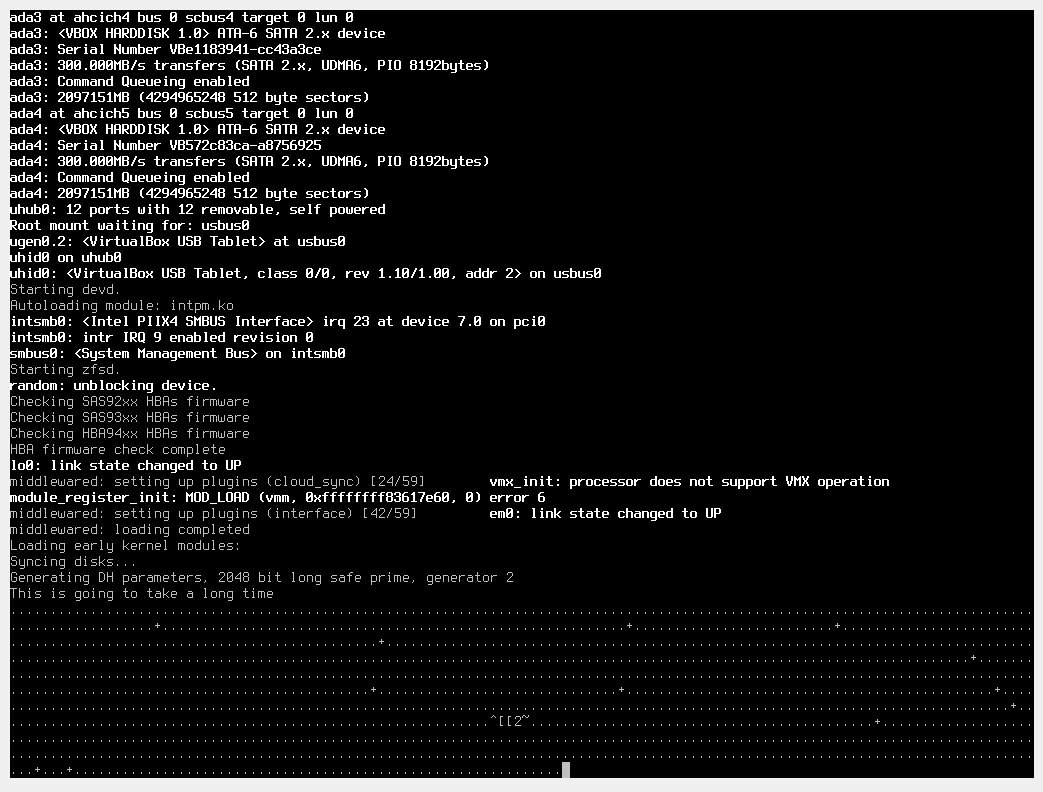 ada3 at ahcich4 bus 0 scbus4 target 0 lun 0
ada3: <VBOX HARDDISK 1.0> ATA-6 SATA 2.x device
ada3: Serial Number VBe1183941-cc43a3ce
ada3: 300.000MB/s transfers (SATA 2.x, UDMA6, PIO 8192bytes)
ada3: Command Queueing enabled
ada3: 2097151MB (4294965248 512 byte sectors)
ada4 at ahcich5 bus 0 scbus5 target 0 lun 0
ada4: <VBOX HARDDISK 1.0> ATA-6 SATA 2.x device
ada4: Serial Number VB572c83ca-a8756925
ada4: 300.000MB/s transfers (SATA 2.x, UDMA6, PIO 8192bytes)
ada4: Command Queueing enabled
ada4: 2097151MB (4294965248 512 byte sectors)
uhub0: 12 ports with 12 removable, self powered
Root mount waiting for: usbus0
ugen0.2: <VirtualBox USB Tablet> at usbus0
uhid0 on uhub0
uhid0: <VirtualBox USB Tablet, class 0/0, rev 1.10/1.00, addr 2> on usbus0
Starting devd.
Autoloading module: intpm.ko
intsmb0: <Intel PIIX4 SMBUS Interface> irq 23 at device 7.0 on pci0
intsmb0: intr IRQ 9 enabled revision 0
smbus0: <System Management Bus> on intsmb0
Starting zfsd.
random: unblocking device.
Checking SAS92xx HBAs firmware
Checking SAS93xx HBAs firmware
Checking HBA94xx HBAs firmware
HBA firmware check complete
lo0: link state changed to UP
middlewared: setting up plugins (cloud_sync) [24/59]        vmx_init: processor does not support VMX operation
module_register_init: MOD_LOAD (vmm, 0xffffffff83617e60, 0) error 6
middlewared: setting up plugins (interface) [42/59]         em0: link state changed to UP
middlewared: loading completed
Loading early kernel modules:
Syncing disks...
Generating DH parameters, 2048 bit long safe prime, generator 2
This is going to take a long time
................................................................................................................................
..................+..........................................................+.........................+........................
..............................................+.................................................................................
........................................................................................................................+.......
................................................................................................................................
.............................................+..............................+..............................................+....
.............................................................................................................................+..
............................................................^[[2~...........................................+...................
................................................................................................................................
................................................................................................................................
...+...+.............................................................